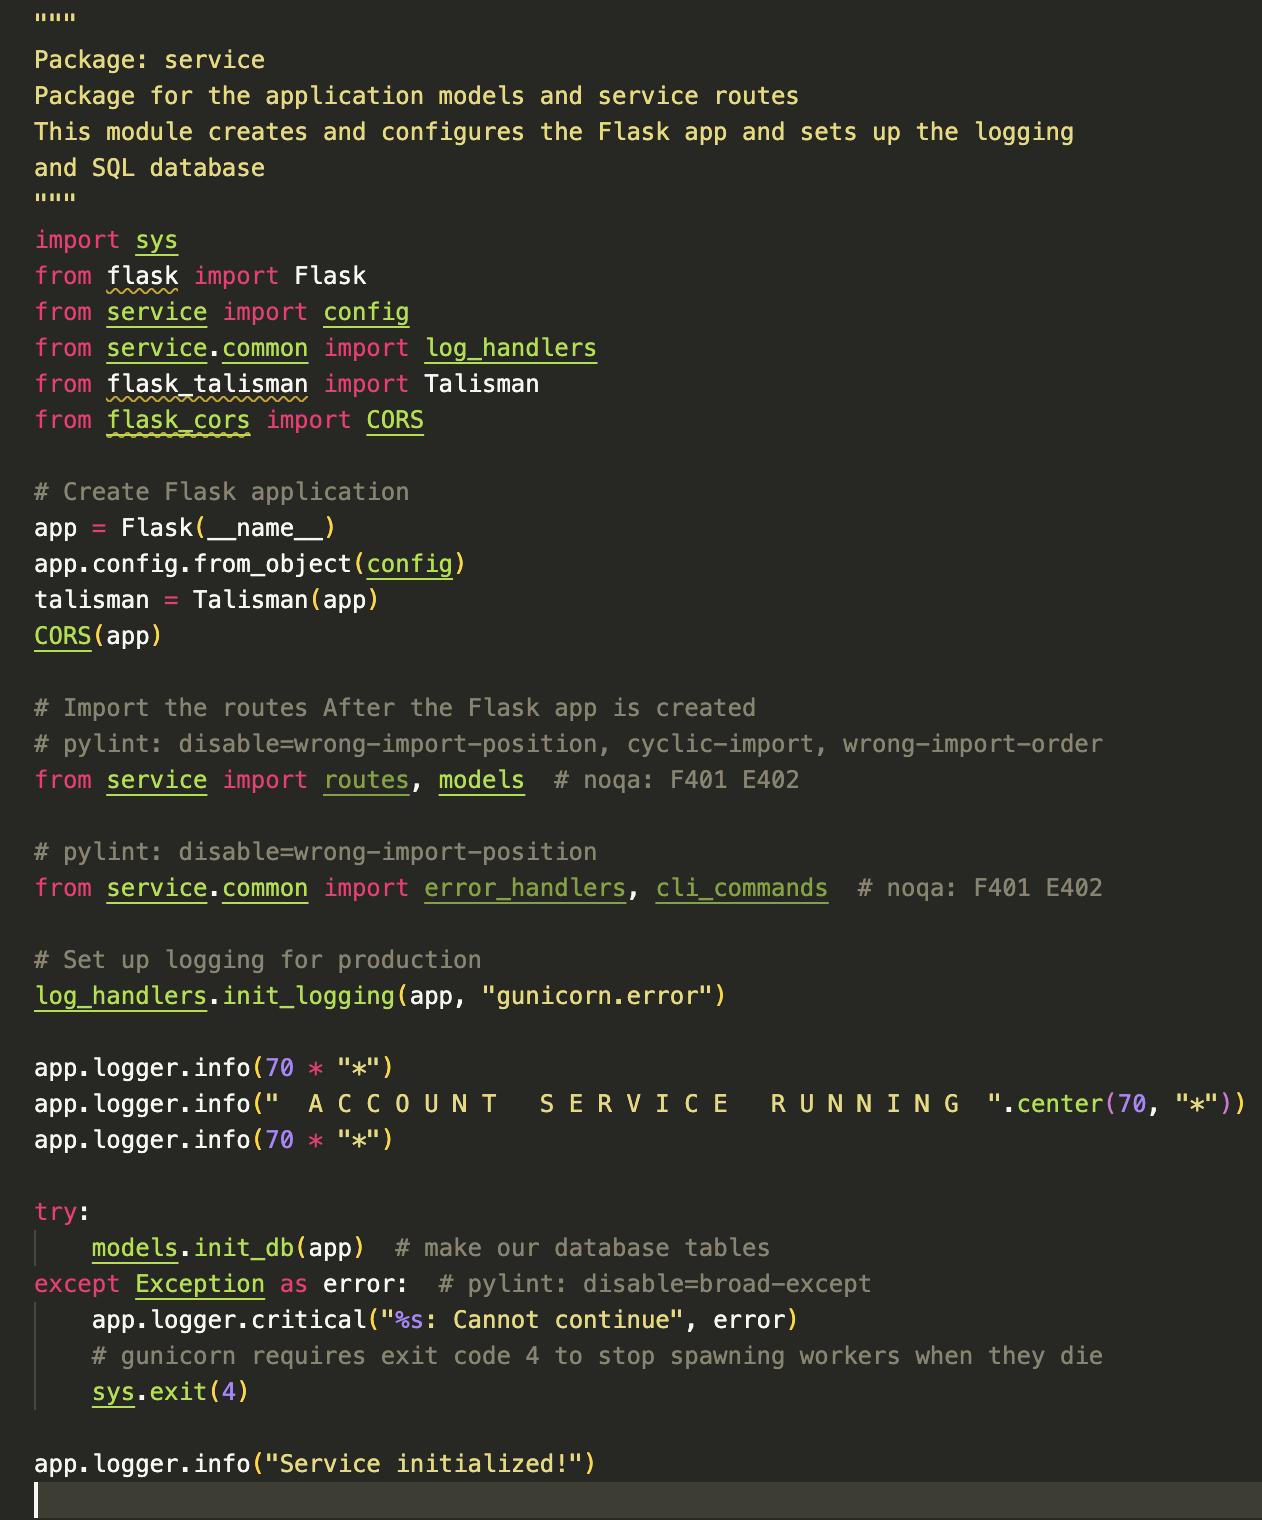 """
Package: service
Package for the application models and service routes
This module creates and configures the Flask app and sets up the logging
and SQL database
"""
import sys
from flask import Flask
from service import config
from service.common import log_handlers
from flask_talisman import Talisman
from flask_cors import CORS

# Create Flask application
app = Flask(__name__)
app.config.from_object(config)
talisman = Talisman(app)
CORS(app)

# Import the routes After the Flask app is created
# pylint: disable=wrong-import-position, cyclic-import, wrong-import-order
from service import routes, models  # noqa: F401 E402

# pylint: disable=wrong-import-position
from service.common import error_handlers, cli_commands  # noqa: F401 E402

# Set up logging for production
log_handlers.init_logging(app, "gunicorn.error")

app.logger.info(70 * "*")
app.logger.info("  A C C O U N T   S E R V I C E   R U N N I N G  ".center(70, "*"))
app.logger.info(70 * "*")

try:
    models.init_db(app)  # make our database tables
except Exception as error:  # pylint: disable=broad-except
    app.logger.critical("%s: Cannot continue", error)
    # gunicorn requires exit code 4 to stop spawning workers when they die
    sys.exit(4)

app.logger.info("Service initialized!")